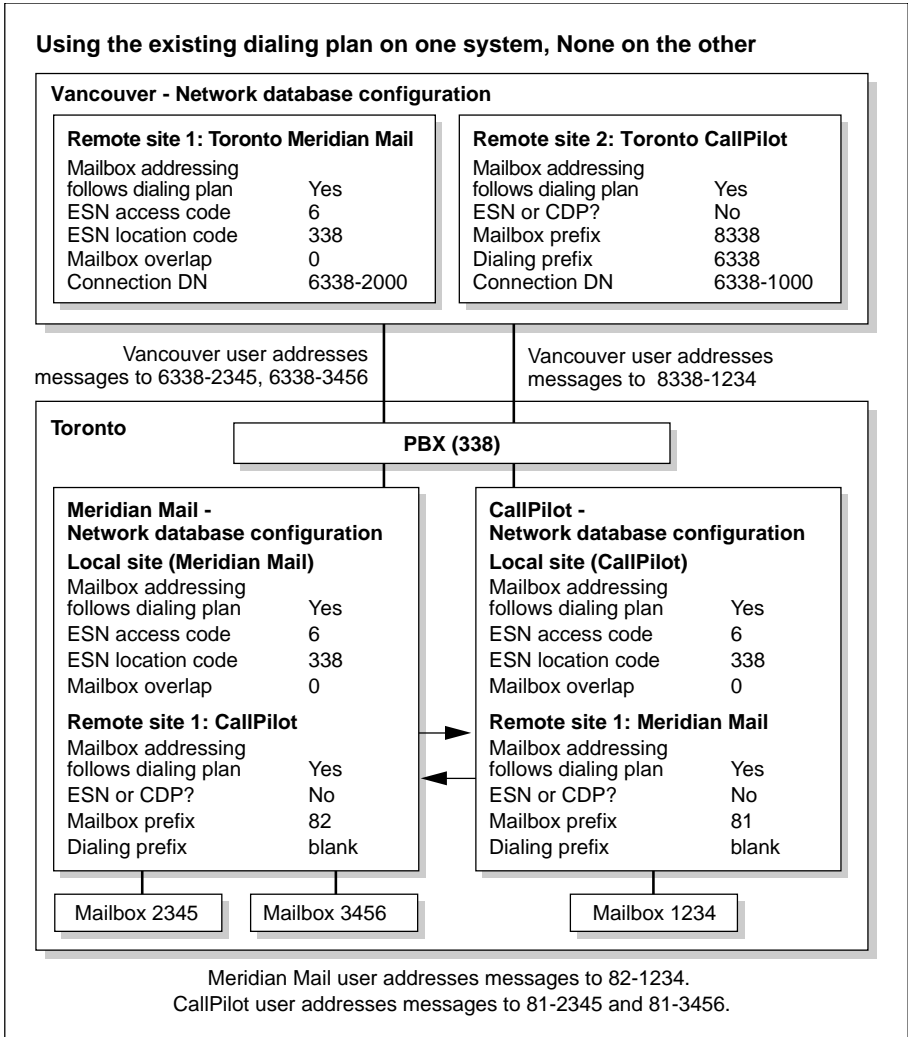 Using the existing dialing plan on one system, None on the other
Vancouver - Network database configuration
Remote site 1: Toronto Meridian Mail
Mailbox addressing
follows dialing plan Yes
ESN access code 6
ESN location code 338
Mailbox overlap 0
Connection DN 6338-2000
Remote site 2: Toronto CallPilot
Mailbox addressing
follows dialing plan Yes
ESN or CDP? No
Mailbox prefix 8338
Dialing prefix 6338
Connection DN 6338-1000
Vancouver user addresses
messages to 6338-2345, 6338-3456
Vancouver user addresses
messages to 8338-1234
Toronto
PBX (338)
Meridian Mail -
Network database configuration
Local site (Meridian Mail)
Mailbox addressing
follows dialing plan Yes
ESN access code 6
ESN location code 338
Mailbox overlap 0
Remote site 1: CallPilot
Mailbox addressing
follows dialing plan Yes
ESN or CDP? No
Mailbox prefix 82
Dialing prefix blank
CallPilot -
Network database configuration
Local site (CallPilot)
Mailbox addressing
follows dialing plan Yes
ESN access code 6
ESN location code 338
Mailbox overlap 0
Remote site 1: Meridian Mail
Mailbox addressing
follows dialing plan Yes
ESN or CDP? No
Mailbox prefix 81
Dialing prefix blank
Mailbox 2345
Mailbox 3456
Mailbox 1234
Meridian Mail user addresses messages to 82-1234.
CallPilot user addresses messages to 81-2345 and 81-3456.